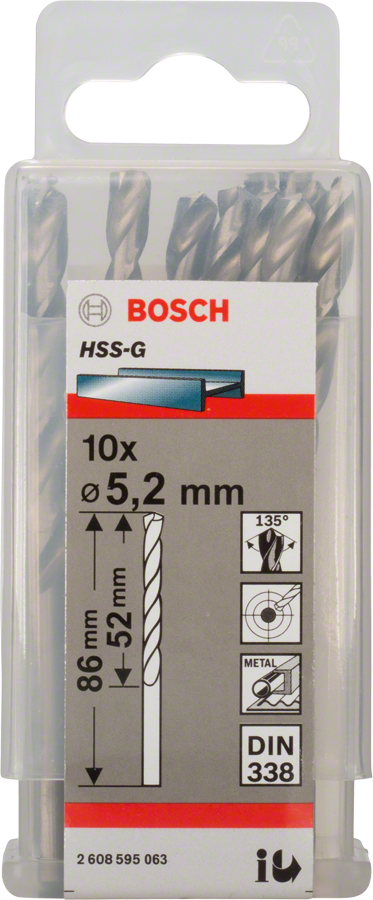 BOSCH
HSS-G
10x
ø 5,2 mm
135°
86 mm
52 mm
METAL
DIN
338
2 608 595 063